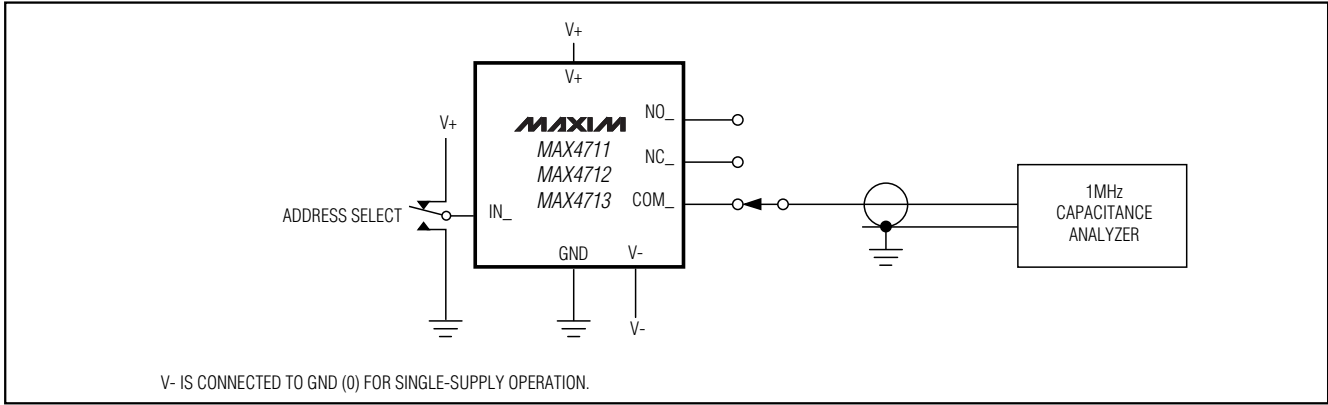 V+
V+
MAXIM
MAX4711
MAX4712
MAX4713
NO_
NC_
COM_
V+
ADDRESS SELECT
IN_
GND
V-
V-
1MHz
CAPACITANCE
ANALYZER
V- IS CONNECTED TO GND (0) FOR SINGLE-SUPPLY OPERATION.